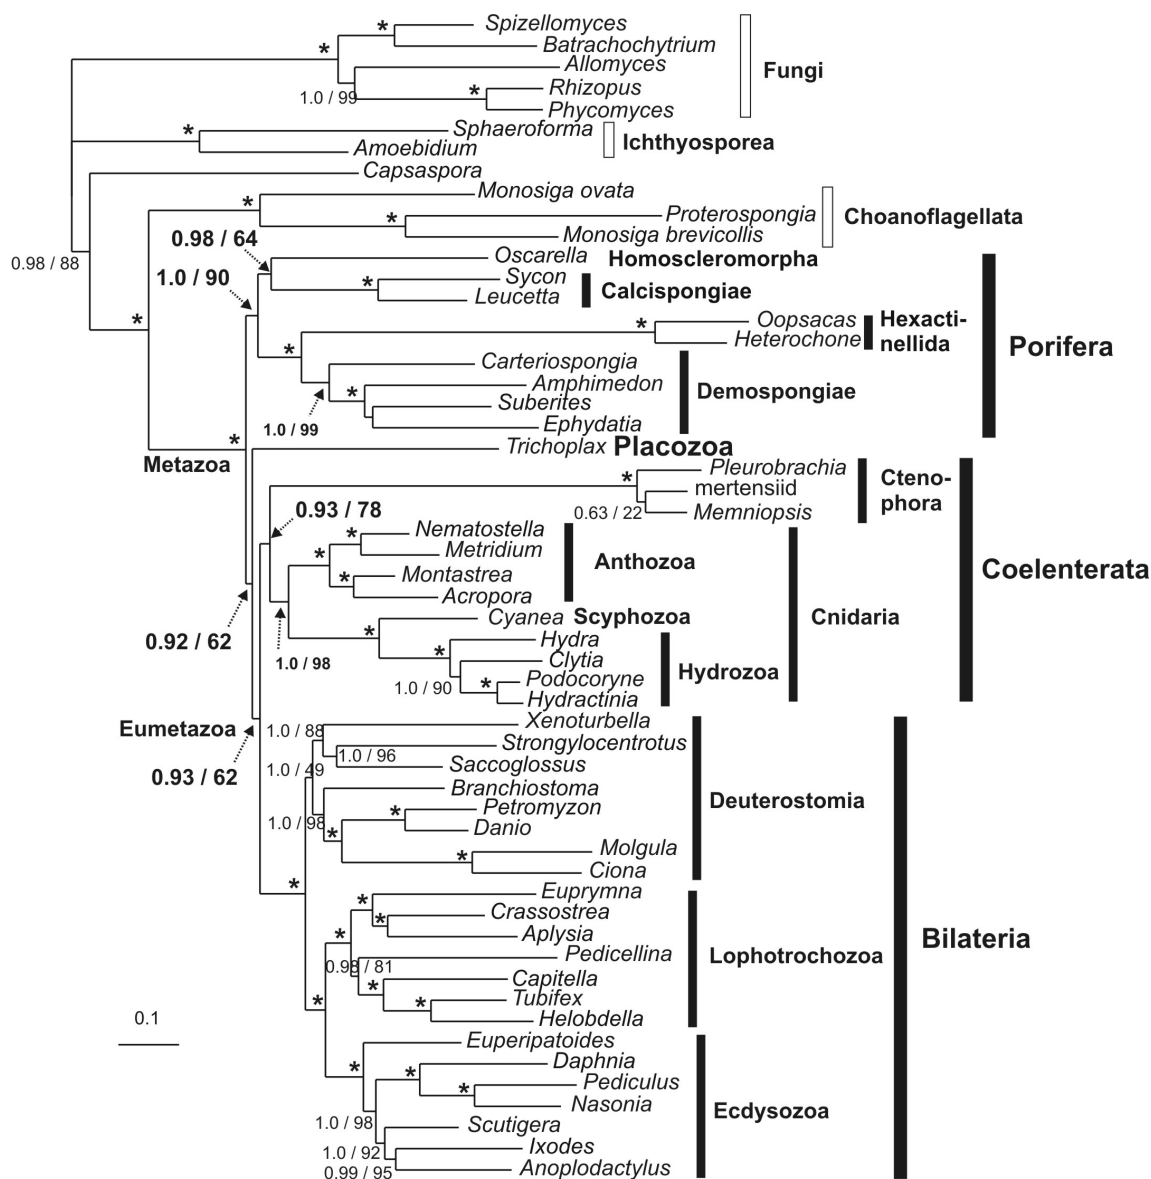 * Spizellomyces
* Batrachochytrium
Allomyces
Fungi
1.0 / 99
* Rhizopus
Phycomyces
* Sphaeroforma
Ichthyosporea
Amoebidium
Capsaspora
* Monosiga ovata
* Proterospongia
Choanoflagellata
Monosiga brevicollis
0.98 / 64
0.98 / 88
Oscarella Homoscleromorpha
1.0 / 90
* Sycon
Leucetta
Calcispongiae
*
* Oopsacas
Heterochone
Hexacti-
nellida
Porifera
*
Carteriospongia
* Amphimedon
Demospongiae
Suberites
1.0 / 99
Ephydatia
*
Metazoa
Trichoplax Placozoa
* Pleurobrachia
mertensiid
Cteno-
phora
0.63 / 22
Memniopsis
0.93 / 78
* Nematostella
* Metridium
Anthozoa
Coelenterata
* Montastrea
Acropora
Cnidaria
* Cyanea Scyphozoa
0.92 / 62
1.0 / 98
* Hydra
Clytia
Hydrozoa
1.0 / 90
* Podocoryne
Hydractinia
Eumetazoa
1.0 / 88
Xenoturbella
Strongylocentrotus
1.0 / 96
0.93 / 62
1.0 / 49
Saccoglossus
Branchiostoma
Deuterostomia
* Petromyzon
1.0 / 98
* Danio
* Molgula
Ciona
*
* Euprymna
* Crassostrea
* Aplysia
Bilateria
Pedicellina
Lophotrochozoa
0.98 / 81
* Capitella
* Tubifex
*
Helobdella
0.1
Euperipatoides
* Daphnia
*
* Pediculus
Nasonia
Ecdysozoa
1.0 / 98
Scutigera
1.0 / 92
Ixodes
0.99 / 95
Anoplodactylus